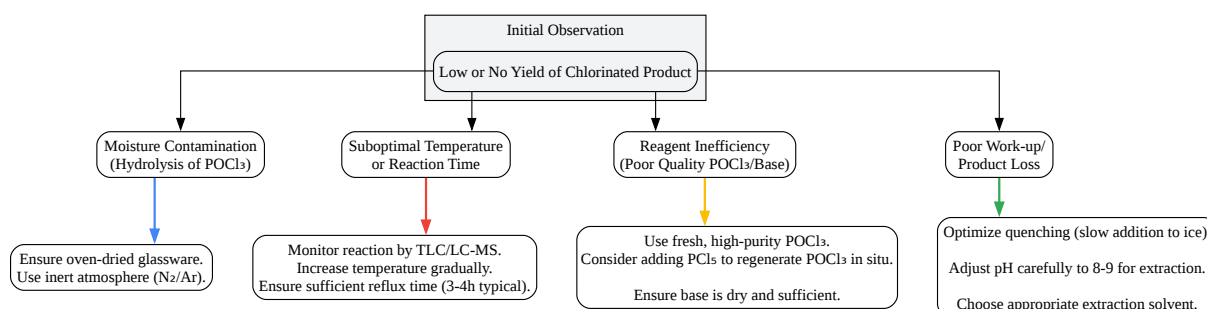 Initial Observation
Low or No Yield of Chlorinated Product
Moisture Contamination
(Hydrolysis of POCl₃)
Suboptimal Temperature
or Reaction Time
Reagent Inefficiency
(Poor Quality POCl₃/Base)
Poor Work-up/
Product Loss
Ensure oven-dried glassware.
Use inert atmosphere (N₂/Ar).
Monitor reaction by TLC/LC-MS.
Increase temperature gradually.
Ensure sufficient reflux time (3-4h typical).
Use fresh, high-purity POCl₃.
Consider adding PCl₅ to regenerate POCl₃ in situ.
Ensure base is dry and sufficient.
Optimize quenching (slow addition to ice)
Adjust pH carefully to 8-9 for extraction.
Choose appropriate extraction solvent.